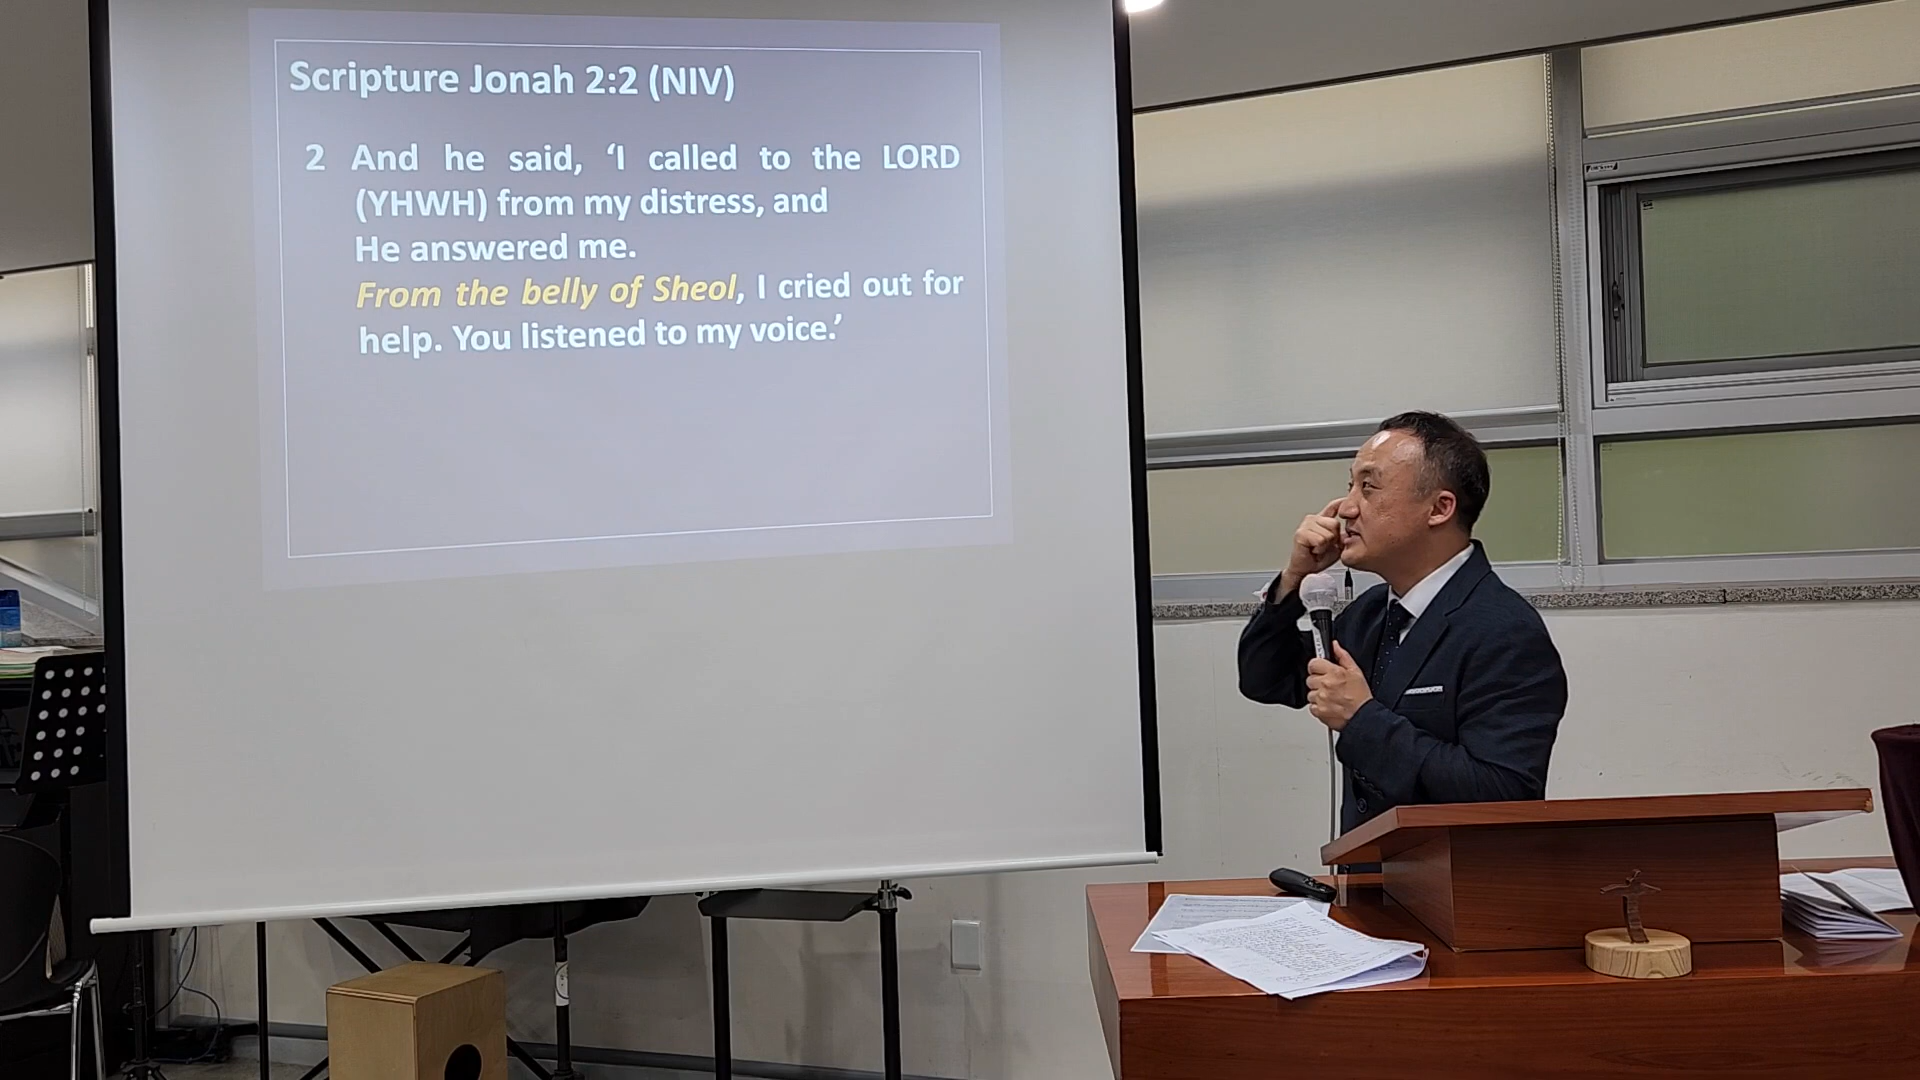 Scripture Jonah 2:2 (NIV)
2 And he said, ‘I called to the LORD
(YHWH) from my distress, and
He answered me.
From the belly of Sheol, I cried out for
help. You listened to my voice.’